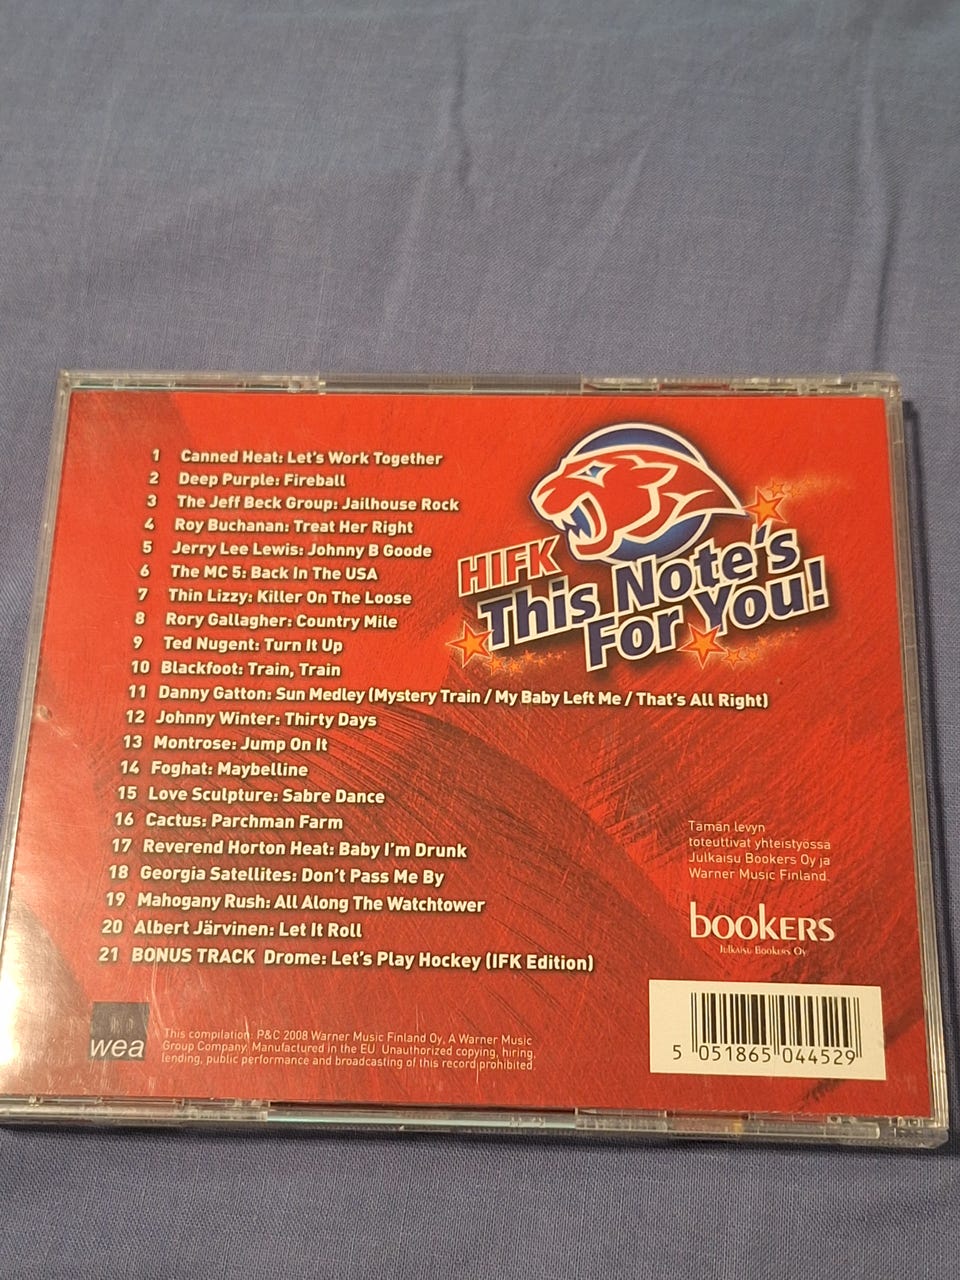 1 Canned Heat: Let's Work Together
2 Deep Purple: Fireball
3 The Jeff Beck Group: Jailhouse Rock
4 Roy Buchanan: Treat Her Right
5 Jerry Lee Lewis: Johnny B Goode
6 The MC 5: Back In The USA
7 Thin Lizzy: Killer On The Loose
8 Rory Gallagher: Country Mile
9 Ted Nugent: Turn It Up
10 Blackfoot: Train, Train
11 Danny Gatton: Sun Medley (Mystery Train / My Baby Left Me / That's All Right)
12 Johnny Winter: Thirty Days
13 Montrose: Jump On It
14 Foghat: Maybelline
15 Love Sculpture: Sabre Dance
16 Cactus: Parchman Farm
17 Reverend Horton Heat: Baby I'm Drunk
18 Georgia Satellites: Don't Pass Me By
19 Mahogany Rush: All Along The Watchtower
20 Albert Järvinen: Let It Roll
21 BONUS TRACK Drome: Let's Play Hockey (IFK Edition)
HIFK
This Note's
For You!
Tämän levyn
toteuttivat yhteistyössä
Julkaisu Bookers Oy ja
Warner Music Finland.
bookers
Julkaisu Bookers Oy
wea
This compilation: P&C 2008 Warner Music Finland Oy, A Warner Music
Group Company. Manufactured in the EU. Unauthorized copying, hiring,
lending, public performance and broadcasting of this record prohibited.
5 051865 044529